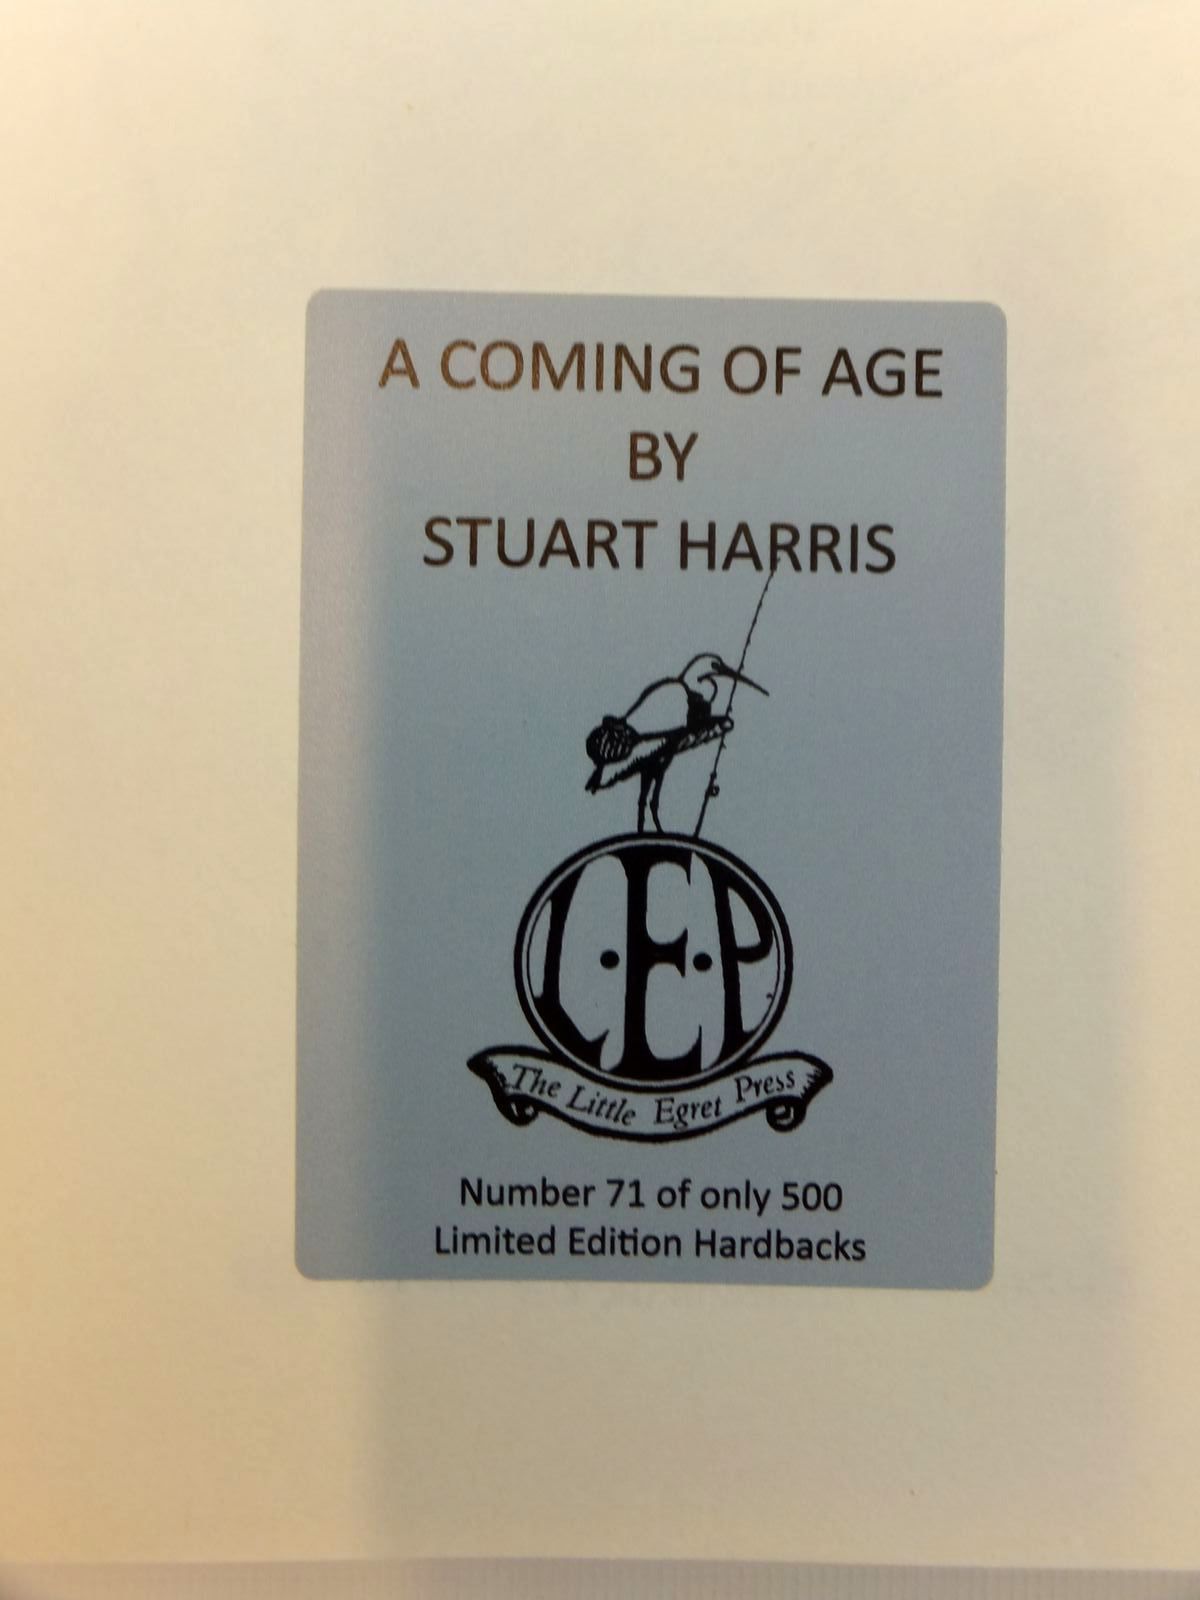 A COMING OF AGE
BY
STUART HARRIS
L·E·P
The Little Egret Press
Number 71 of only 500
Limited Edition Hardbacks